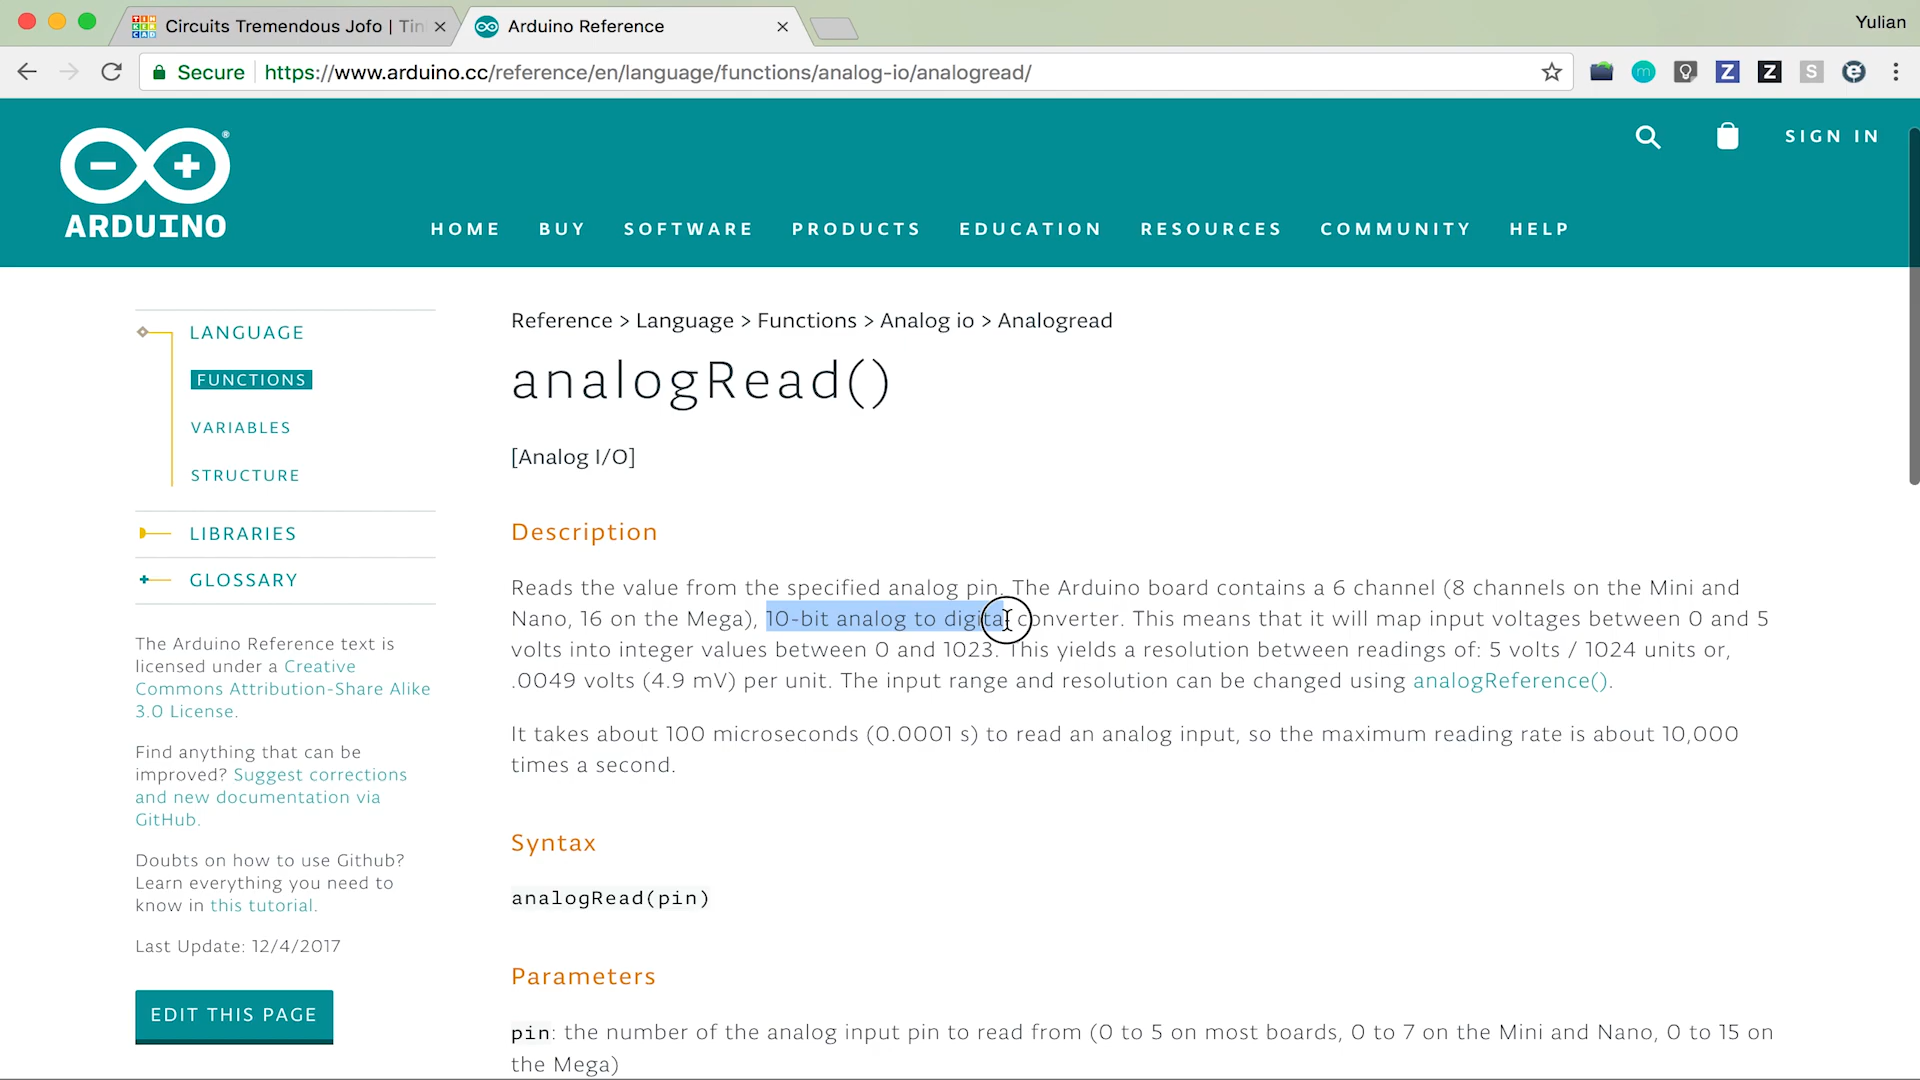 Circuits Tremendous Jofo | Tin
Arduino Reference
Yulian
Secure
https://www.arduino.cc/reference/en/language/functions/analog-io/analogread/
SIGN IN
ARDUINO
HOME
BUY
SOFTWARE
PRODUCTS
EDUCATION
RESOURCES
COMMUNITY
HELP
LANGUAGE
FUNCTIONS
VARIABLES
STRUCTURE
LIBRARIES
GLOSSARY
The Arduino Reference text is
licensed under a Creative
Commons Attribution-Share Alike
3.0 License.
Find anything that can be
improved? Suggest corrections
and new documentation via
GitHub.
Doubts on how to use Github?
Learn everything you need to
know in this tutorial.
Last Update: 12/4/2017
EDIT THIS PAGE
Reference > Language > Functions > Analog io > Analogread
analogRead()
[Analog I/O]
Description
Reads the value from the specified analog pin. The Arduino board contains a 6 channel (8 channels on the Mini and
Nano, 16 on the Mega), 10-bit analog to digital converter. This means that it will map input voltages between 0 and 5
volts into integer values between 0 and 1023. This yields a resolution between readings of: 5 volts / 1024 units or,
.0049 volts (4.9 mV) per unit. The input range and resolution can be changed using analogReference().
It takes about 100 microseconds (0.0001 s) to read an analog input, so the maximum reading rate is about 10,000
times a second.
Syntax
analogRead(pin)
Parameters
pin: the number of the analog input pin to read from (0 to 5 on most boards, 0 to 7 on the Mini and Nano, 0 to 15 on
the Mega)